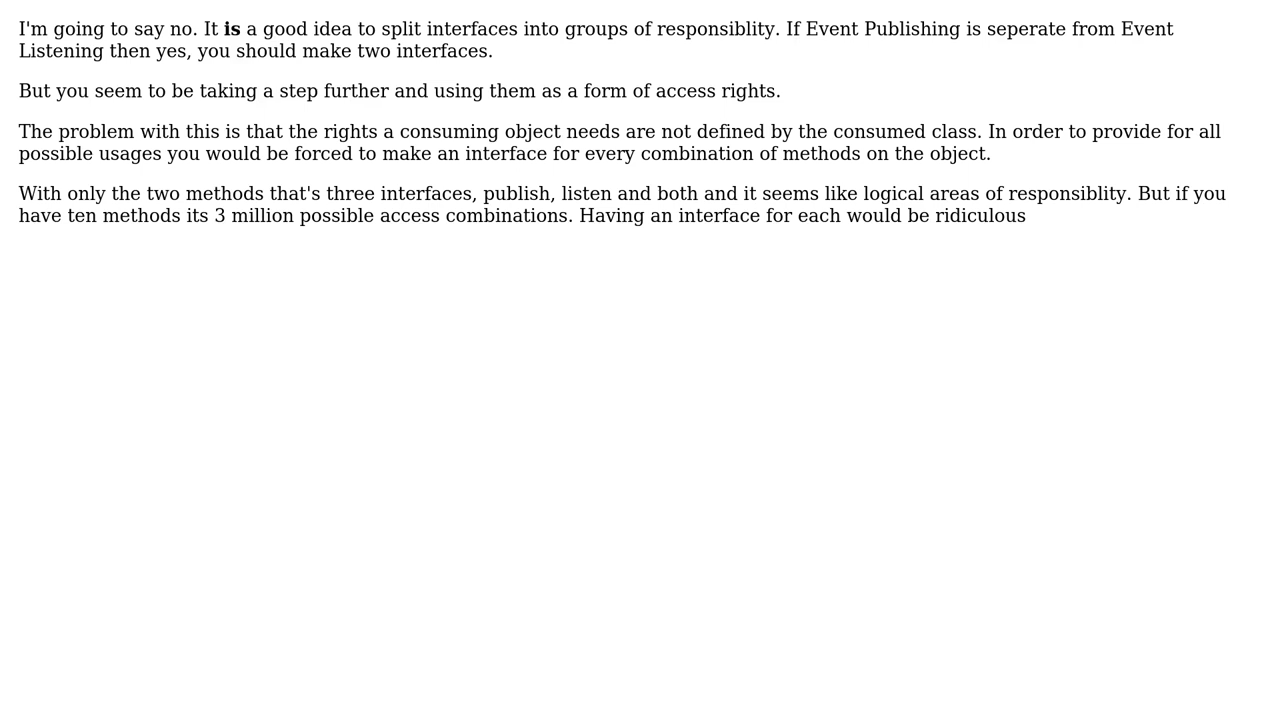 I'm going to say no. It is a good idea to split interfaces into groups of responsiblity. If Event Publishing is seperate from Event
Listening then yes, you should make two interfaces.
But you seem to be taking a step further and using them as a form of access rights.
The problem with this is that the rights a consuming object needs are not defined by the consumed class. In order to provide for all
possible usages you would be forced to make an interface for every combination of methods on the object.
With only the two methods that's three interfaces, publish, listen and both and it seems like logical areas of responsiblity. But if you
have ten methods its 3 million possible access combinations. Having an interface for each would be ridiculous